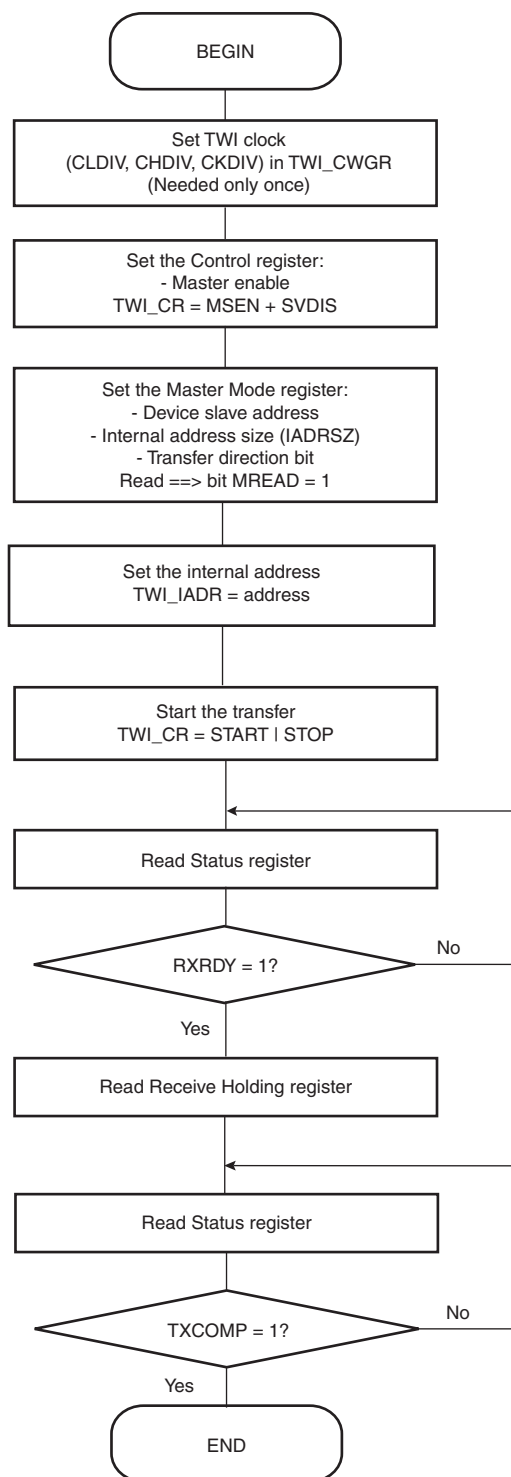 BEGIN
Set TWI clock
(CLDIV, CHDIV, CKDIV) in TWI_CWGR
(Needed only once)
Set the Control register:
- Master enable
TWI_CR = MSEN + SVDIS
Set the Master Mode register:
- Device slave address
- Internal address size (IADRSZ)
- Transfer direction bit
Read ==> bit MREAD = 1
Set the internal address
TWI_IADR = address
Start the transfer
TWI_CR = START | STOP
Read Status register
RXRDY = 1?
No
Yes
Read Receive Holding register
Read Status register
TXCOMP = 1?
No
Yes
END